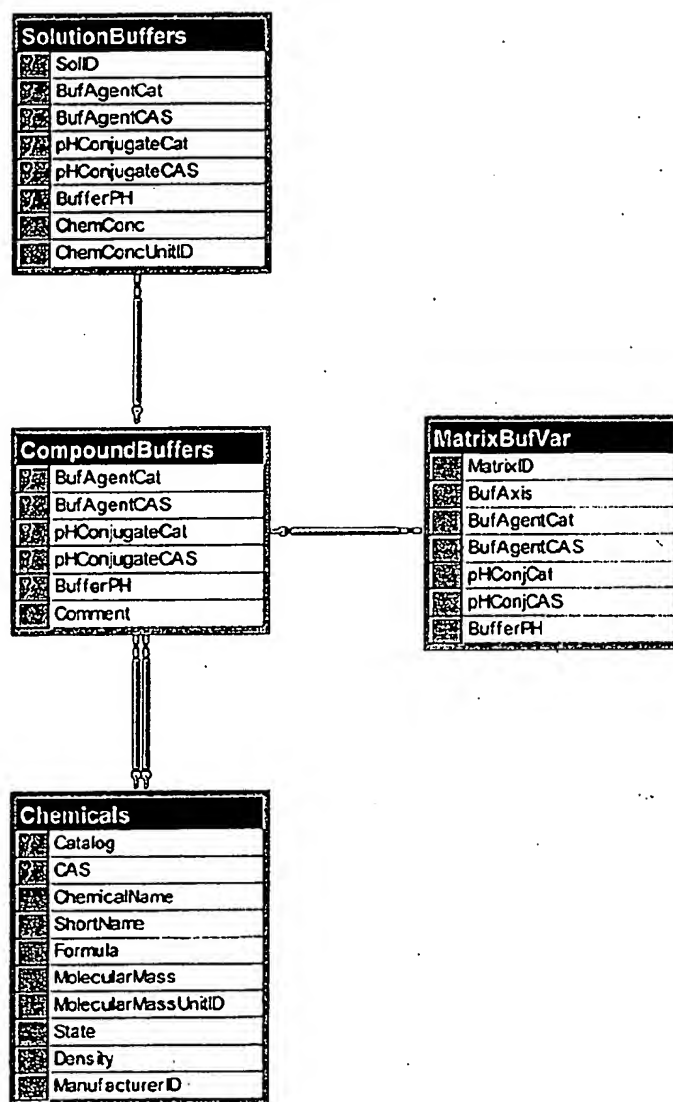 SolutionBuffers
SolID
BufAgentCat
BufAgentCAS
pHConjugateCat
pHConjugateCAS
BufferPH
ChemConc
ChemConcUnitID
CompoundBuffers
BufAgentCat
BufAgentCAS
pHConjugateCat
pHConjugateCAS
BufferPH
Comment
MatrixBufVar
MatrixID
BufAxis
BufAgentCat
BufAgentCAS
pHConjCat
pHConjCAS
BufferPH
Chemicals
Catalog
CAS
ChemicalName
ShortName
Formula
MolecularMass
MolecularMassUnitID
State
Density
ManufacturerID